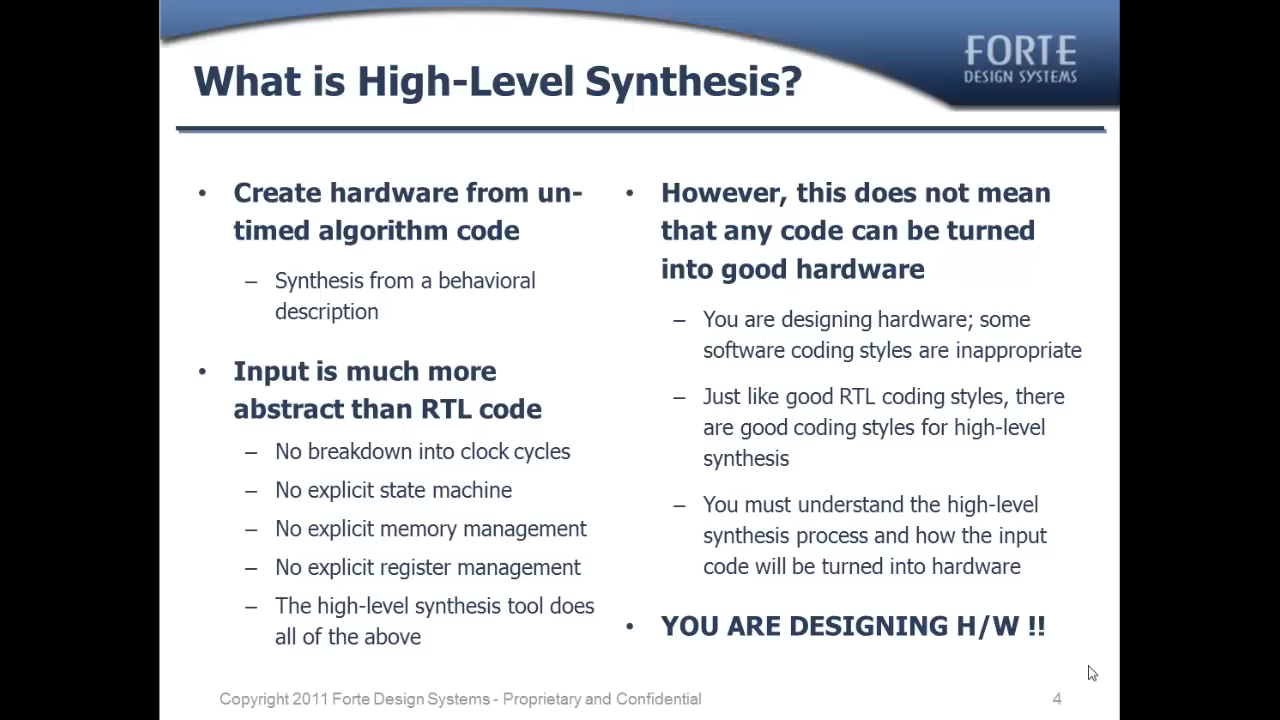 FORTE
DESIGN SYSTEMS
What is High-Level Synthesis?
• Create hardware from un-
timed algorithm code
– Synthesis from a behavioral
description
• Input is much more
abstract than RTL code
– No breakdown into clock cycles
– No explicit state machine
– No explicit memory management
– No explicit register management
– The high-level synthesis tool does
all of the above
• However, this does not mean
that any code can be turned
into good hardware
– You are designing hardware; some
software coding styles are inappropriate
– Just like good RTL coding styles, there
are good coding styles for high-level
synthesis
– You must understand the high-level
synthesis process and how the input
code will be turned into hardware
• YOU ARE DESIGNING H/W !!
Copyright 2011 Forte Design Systems - Proprietary and Confidential
4